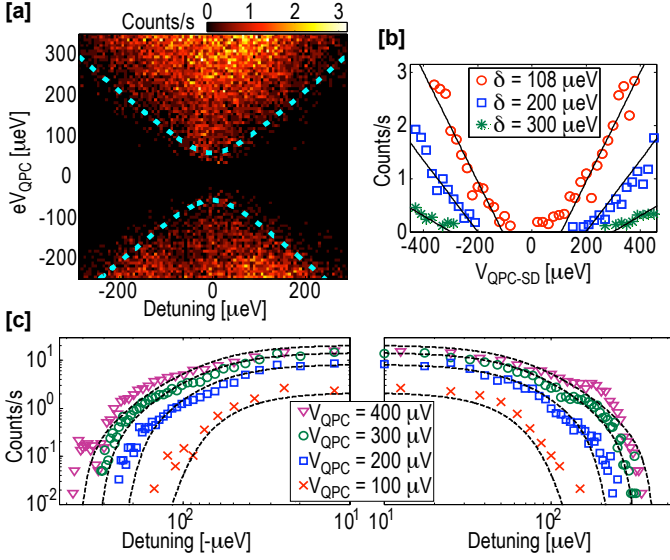 [a]
Counts/s
0 1 2 3
eV_QPC [µeV]
300
200
100
0
-100
-200
-200 0 200
Detuning [µeV]
[b]
δ = 108 µeV
δ = 200 µeV
δ = 300 µeV
Counts/s
3
2
1
0
-400 -200 0 200 400
V_QPC-SD [µeV]
[c]
Counts/s
10^1
10^0
10^-1
10^-2
V_QPC = 400 µV
V_QPC = 300 µV
V_QPC = 200 µV
V_QPC = 100 µV
10^2 10^1 10^2
Detuning [-µeV]
Detuning [µeV]